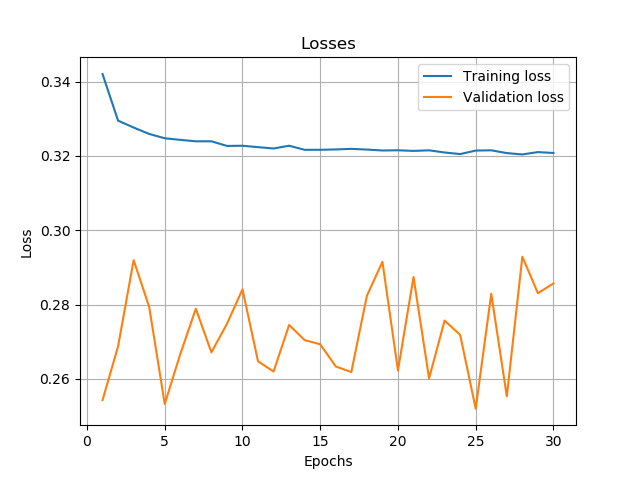 Losses
Training loss
Validation loss
0.34
0.32
0.30
0.28
0.26
Loss
0 5 10 15 20 25 30
Epochs